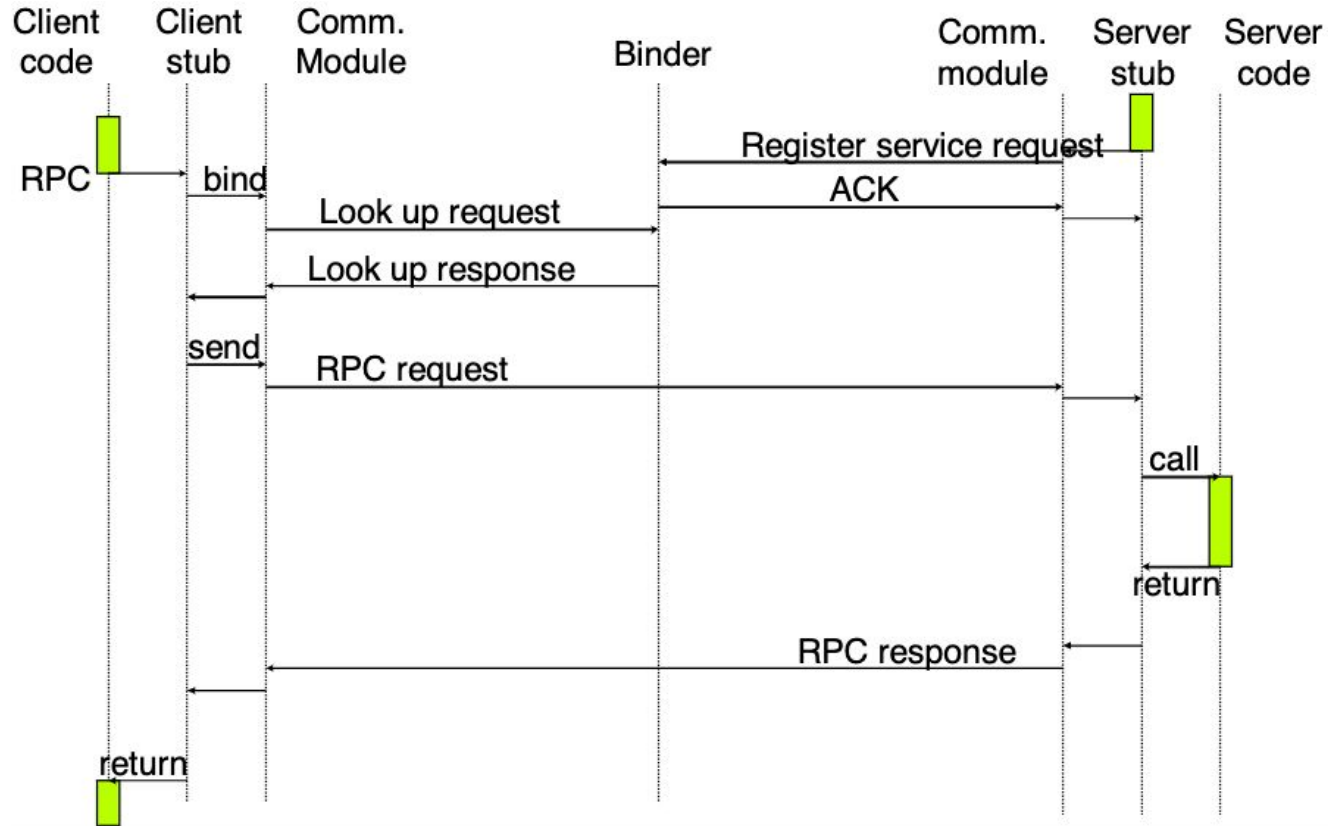 Client
code
Client
stub
Comm.
Module
Binder
Comm.
module
Server
stub
Server
code
Register service request
RPC
bind
ACK
Look up request
Look up response
send
RPC request
call
return
RPC response
return